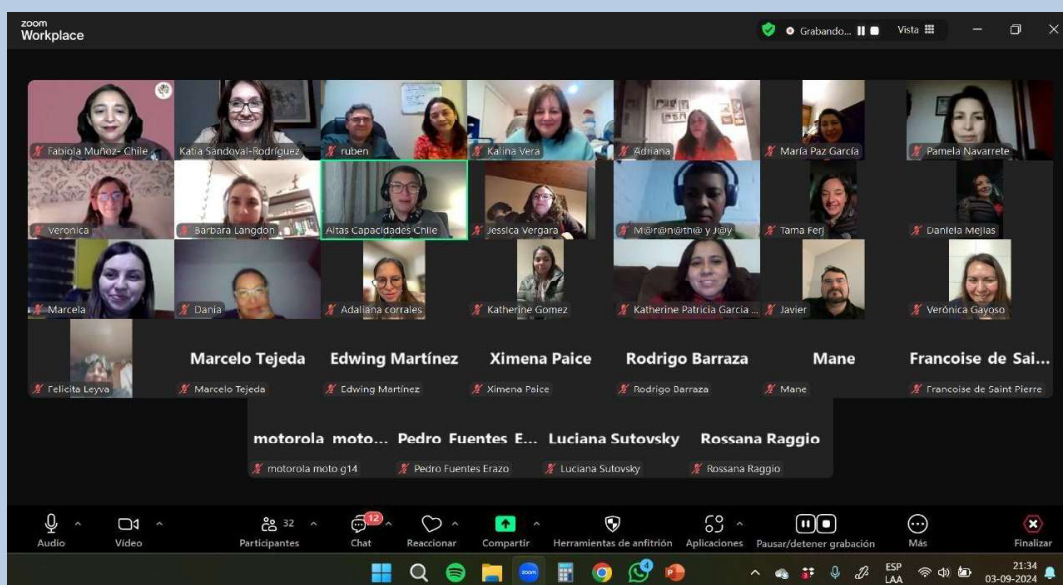 zoom
Workplace
Grabando...
Vista
Fabiola Muñoz- Chile
Katia Sandoval-Rodríguez
ruben
Kalina Vera
Adriana
María Paz García
Pamela Navarrete
Veronica
Bárbara Langdon
Altas Capacidades Chile
Jessica Vergara
M@r@n@th@ y J@y
Tama Ferj
Daniela Mejias
Marcela
Dania
Adaliana corrales
Katherine Gomez
Katherine Patricia Garcia ...
Javier
Verónica Gayoso
Felicita Leyva
Marcelo Tejeda
Marcelo Tejeda
Edwing Martínez
Edwing Martínez
Ximena Paice
Ximena Paice
Rodrigo Barraza
Rodrigo Barraza
Mane
Mane
Francoise de Sai...
Francoise de Saint Pierre
motorola moto...
motorola moto g14
Pedro Fuentes E...
Pedro Fuentes Erazo
Luciana Sutovsky
Luciana Sutovsky
Rossana Raggio
Rossana Raggio
Audio
Vídeo
32
Participantes
12
Chat
Reaccionar
Compartir
Herramientas de anfitrión
Aplicaciones
Pausar/detener grabación
Más
Finalizar
zoom
4
ESP
LAA
21:34
03-09-2024